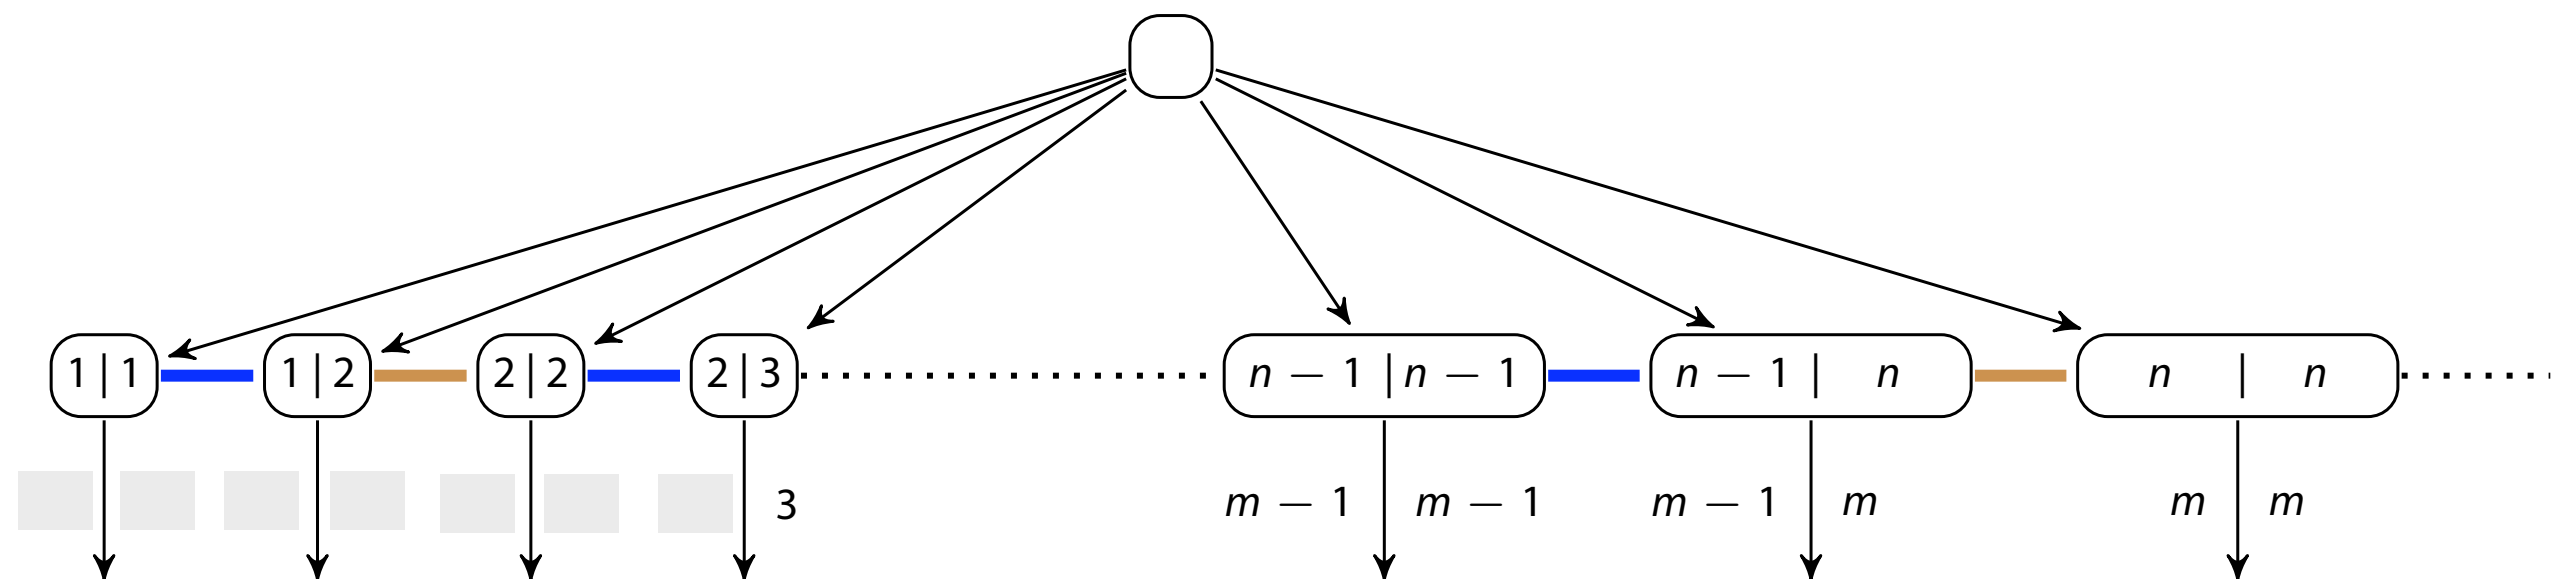 1 | 1 1 | 2 2 | 2 2 | 3 n − 1 | n − 1 n − 1 | n n | n
3 m − 1 m − 1 m − 1 m m m